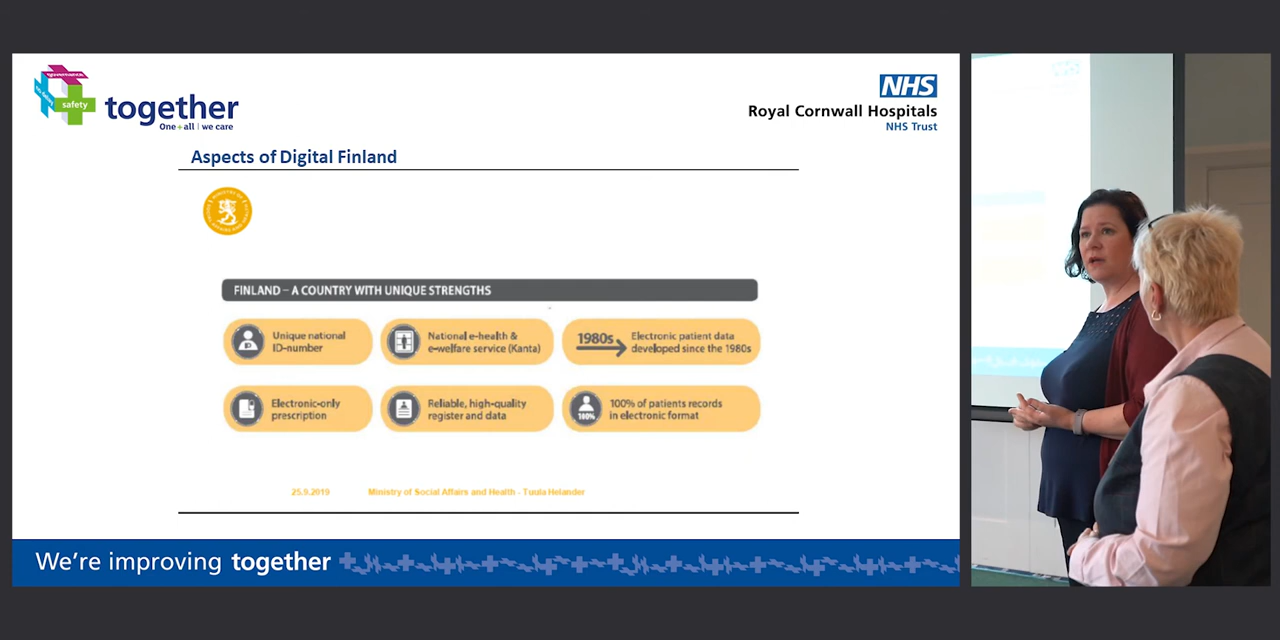 safety
together
One + all | we care
NHS
Royal Cornwall Hospitals
NHS Trust
Aspects of Digital Finland
FINLAND – A COUNTRY WITH UNIQUE STRENGTHS
Unique national
ID-number
National e-health &
e-welfare service (Kanta)
1980s
Electronic patient data
developed since the 1980s
Electronic-only
prescription
Reliable, high-quality
register and data
100%
100% of patients records
in electronic format
25.9.2019
Ministry of Social Affairs and Health - Tuula Helander
We're improving together